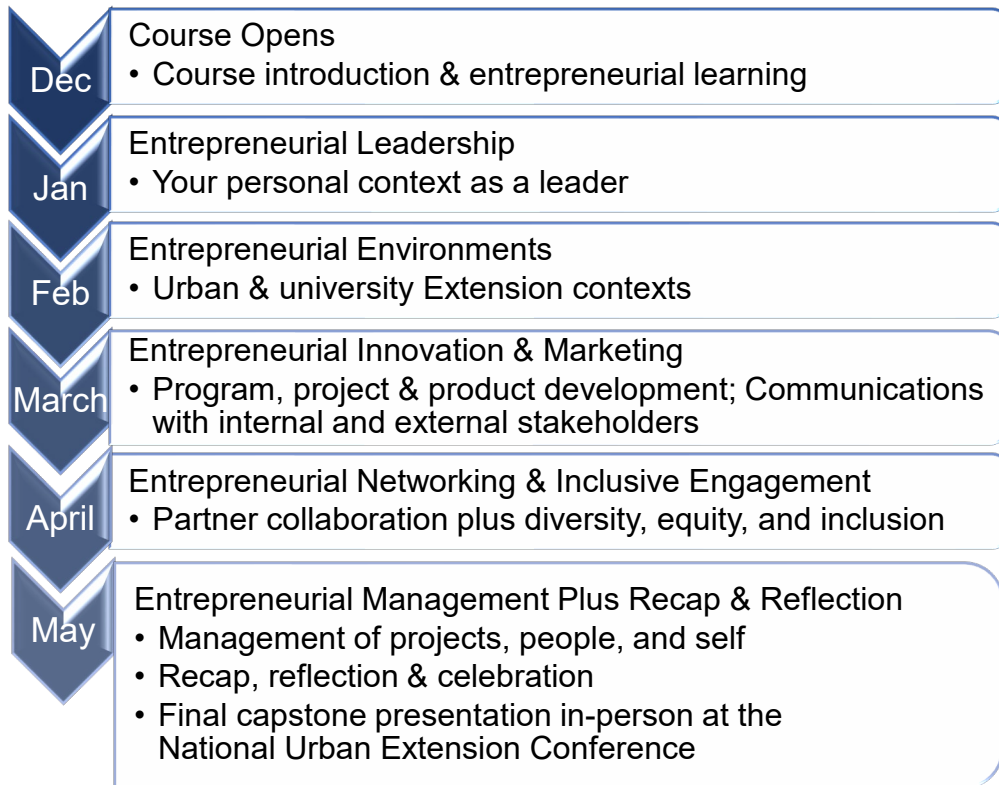 Dec
Course Opens
• Course introduction & entrepreneurial learning
Jan
Entrepreneurial Leadership
• Your personal context as a leader
Feb
Entrepreneurial Environments
• Urban & university Extension contexts
March
Entrepreneurial Innovation & Marketing
• Program, project & product development; Communications
with internal and external stakeholders
April
Entrepreneurial Networking & Inclusive Engagement
• Partner collaboration plus diversity, equity, and inclusion
May
Entrepreneurial Management Plus Recap & Reflection
• Management of projects, people, and self
• Recap, reflection & celebration
• Final capstone presentation in-person at the
National Urban Extension Conference